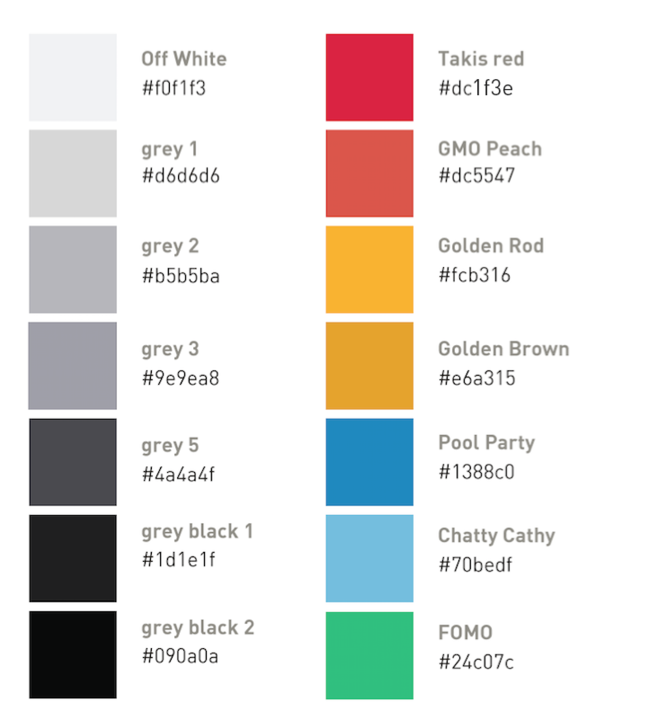 Off White
#f0f1f3
grey 1
#d6d6d6
grey 2
#b5b5ba
grey 3
#9e9ea8
grey 5
#4a4a4f
grey black 1
#1d1e1f
grey black 2
#090a0a
Takis red
#dc1f3e
GMO Peach
#dc5547
Golden Rod
#fcb316
Golden Brown
#e6a315
Pool Party
#1388c0
Chatty Cathy
#70bedf
FOMO
#24c07c